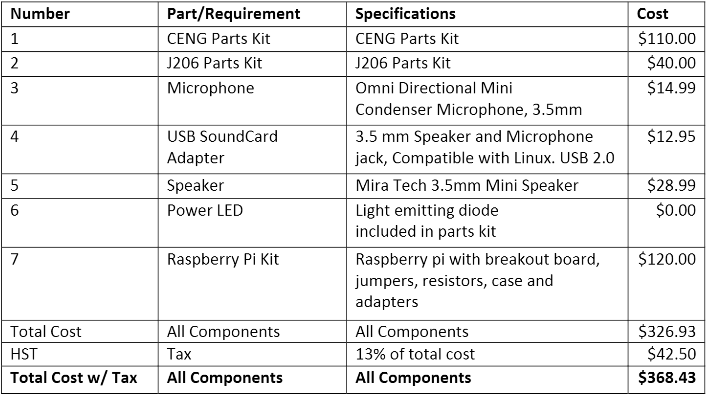 Number Part/Requirement Specifications Cost
1 CENG Parts Kit CENG Parts Kit $110.00
2 J206 Parts Kit J206 Parts Kit $40.00
3 Microphone Omni Directional Mini $14.99
Condenser Microphone, 3.5mm
4 USB SoundCard 3.5 mm Speaker and Microphone $12.95
Adapter jack, Compatible with Linux. USB 2.0
5 Speaker Mira Tech 3.5mm Mini Speaker $28.99
6 Power LED Light emitting diode $0.00
included in parts kit
7 Raspberry Pi Kit Raspberry pi with breakout board, $120.00
jumpers, resistors, case and
adapters
Total Cost All Components All Components $326.93
HST Tax 13% of total cost $42.50
Total Cost w/ Tax All Components All Components $368.43